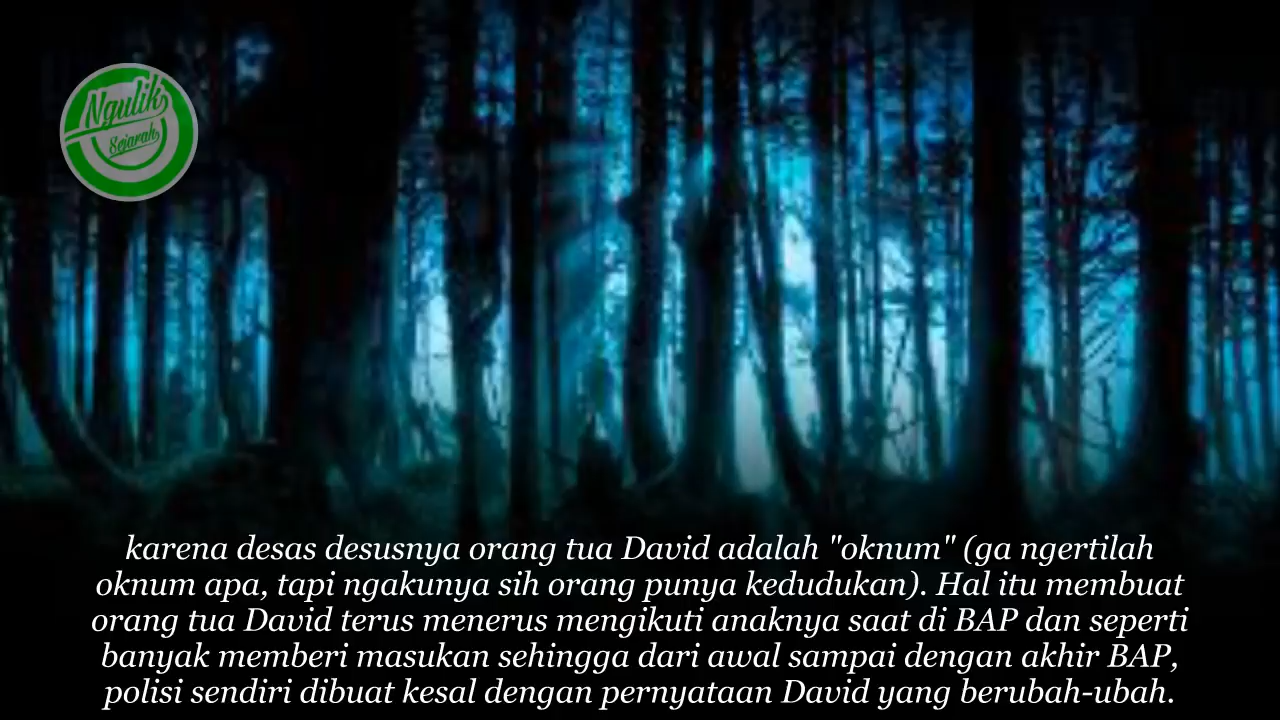 Ngulik
Sejarah
karena desas desusnya orang tua David adalah "oknum" (ga ngertilah
oknum apa, tapi ngakunya sih orang punya kedudukan). Hal itu membuat
orang tua David terus menerus mengikuti anaknya saat di BAP dan seperti
banyak memberi masukan sehingga dari awal sampai dengan akhir BAP,
polisi sendiri dibuat kesal dengan pernyataan David yang berubah-ubah.